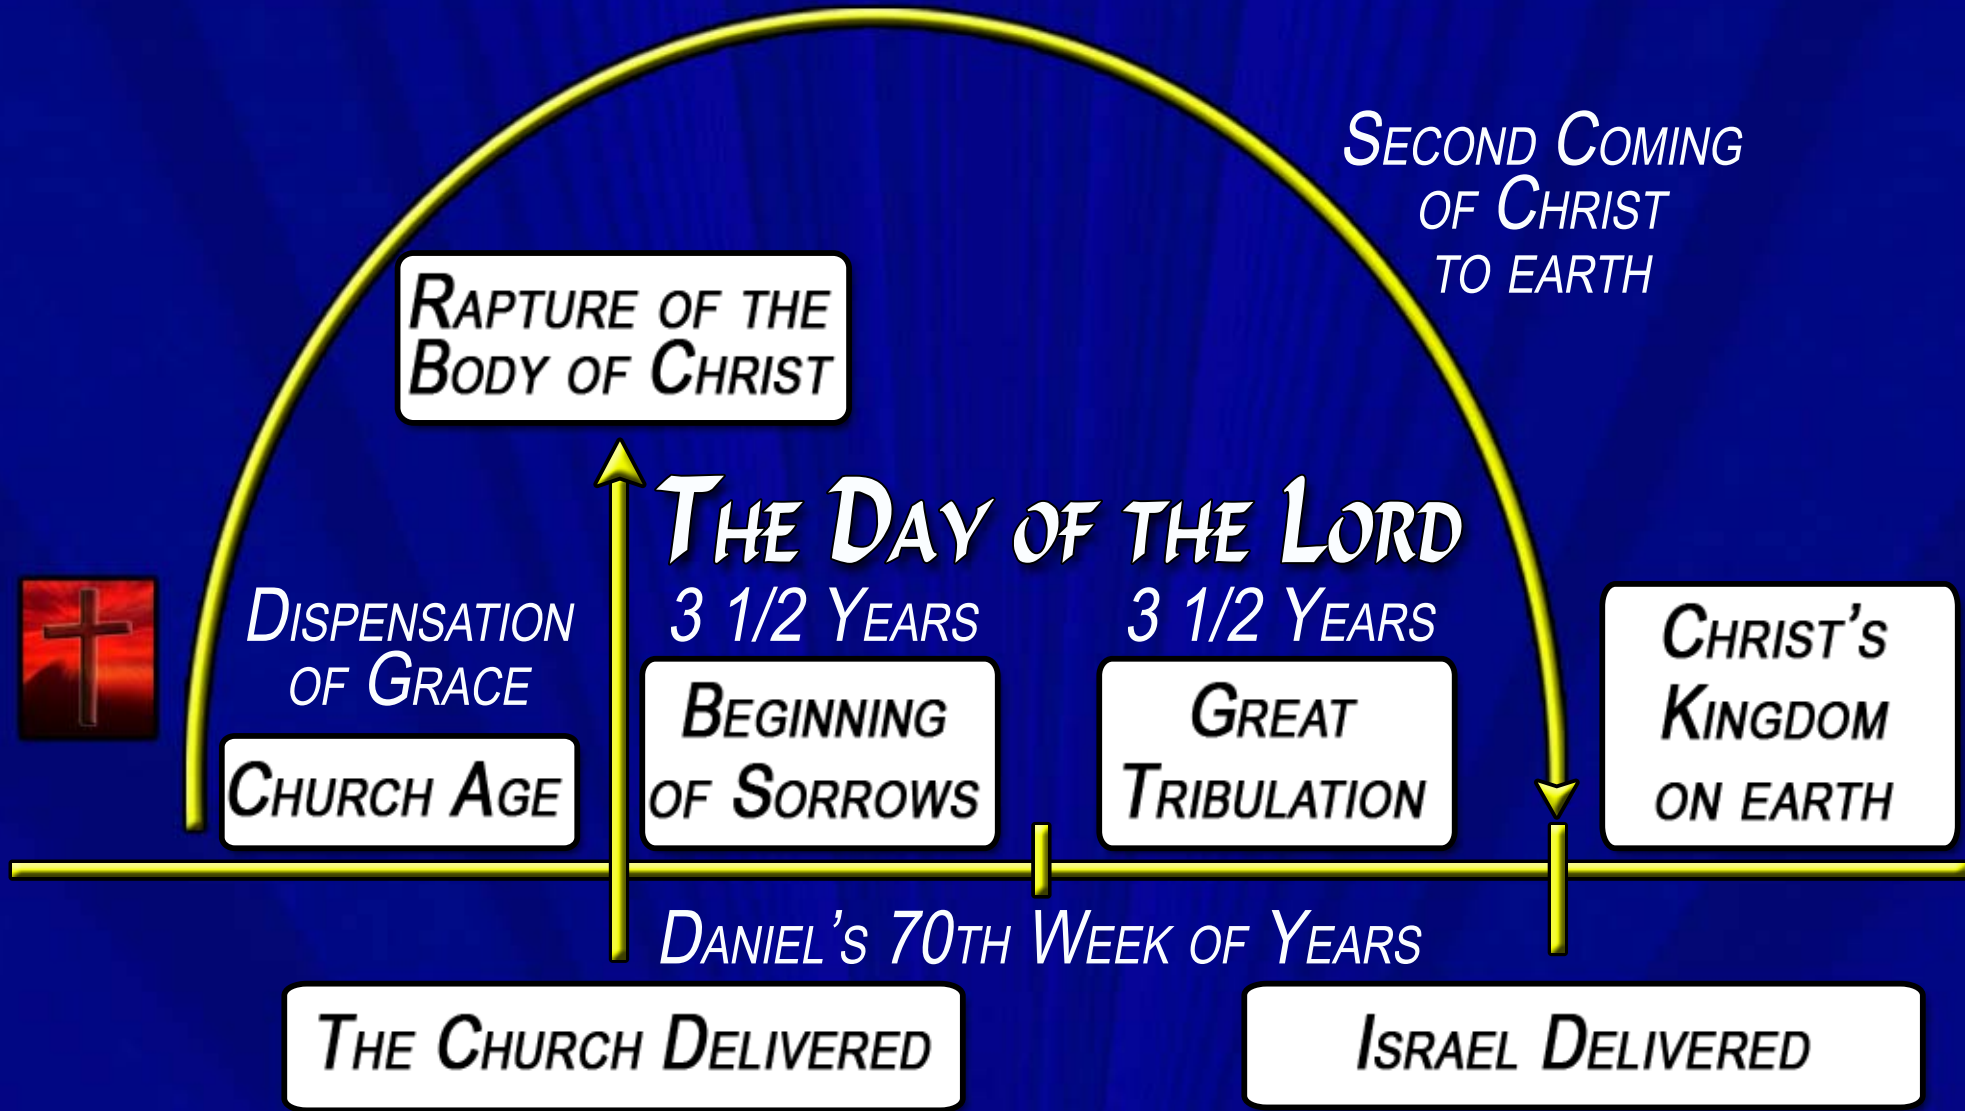 Second Coming
of Christ
to earth
Rapture of the
Body of Christ
The Day of the Lord
Dispensation
of Grace
3 1/2 Years
3 1/2 Years
Church Age
Beginning
of Sorrows
Great
Tribulation
Christ's
Kingdom
on earth
Daniel's 70th Week of Years
The Church Delivered
Israel Delivered